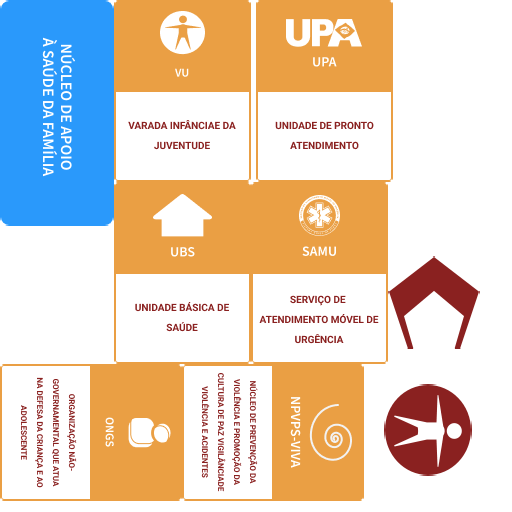 NÚCLEO DE APOIO
À SAÚDE DA FAMÍLIA
VU
VARADA INFÂNCIAE DA
JUVENTUDE
UPA
UPA
UNIDADE DE PRONTO
ATENDIMENTO
UBS
UNIDADE BÁSICA DE
SAÚDE
SAMU
SERVIÇO DE
ATENDIMENTO MÓVEL DE
URGÊNCIA
ONGS
ORGANIZAÇÃO NÃO-
GOVERNAMENTAL QUE ATUA
NA DEFESA DA CRIANÇA E AO
ADOLESCENTE
NPVPS-VIVA
NÚCLEO DE PREVENÇÃO DA
VIOLÊNCIA E PROMOÇÃO DA
CULTURA DE PAZ VIGILÂNCIADE
VIOLÊNCIA E ACIDENTES